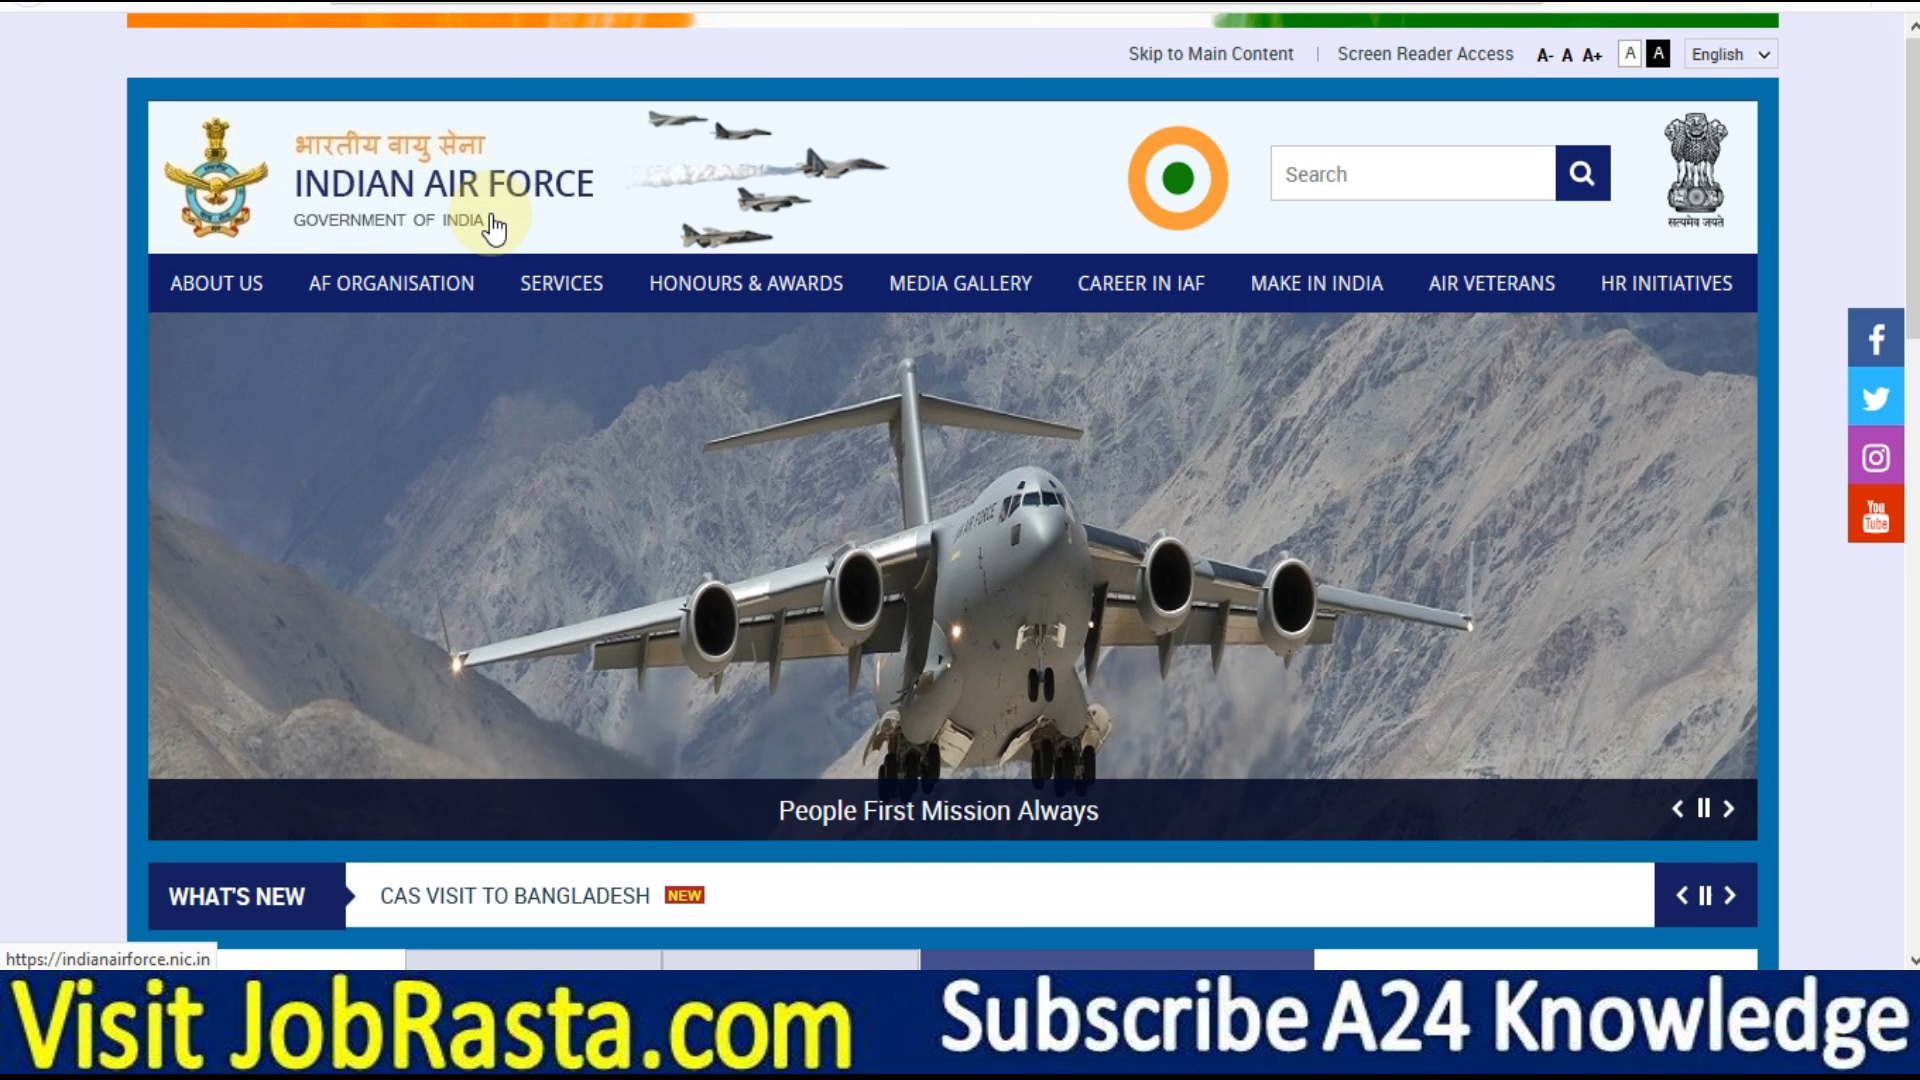 Skip to Main Content | Screen Reader Access A- A A+ A A English
भारतीय वायु सेना
INDIAN AIR FORCE
GOVERNMENT OF INDIA
Search
सत्यमेव जयते
ABOUT US AF ORGANISATION SERVICES HONOURS & AWARDS MEDIA GALLERY CAREER IN IAF MAKE IN INDIA AIR VETERANS HR INITIATIVES
You
Tube
People First Mission Always
WHAT'S NEW CAS VISIT TO BANGLADESH NEW
https://indianairforce.nic.in
Visit JobRasta.com Subscribe A24 Knowledge